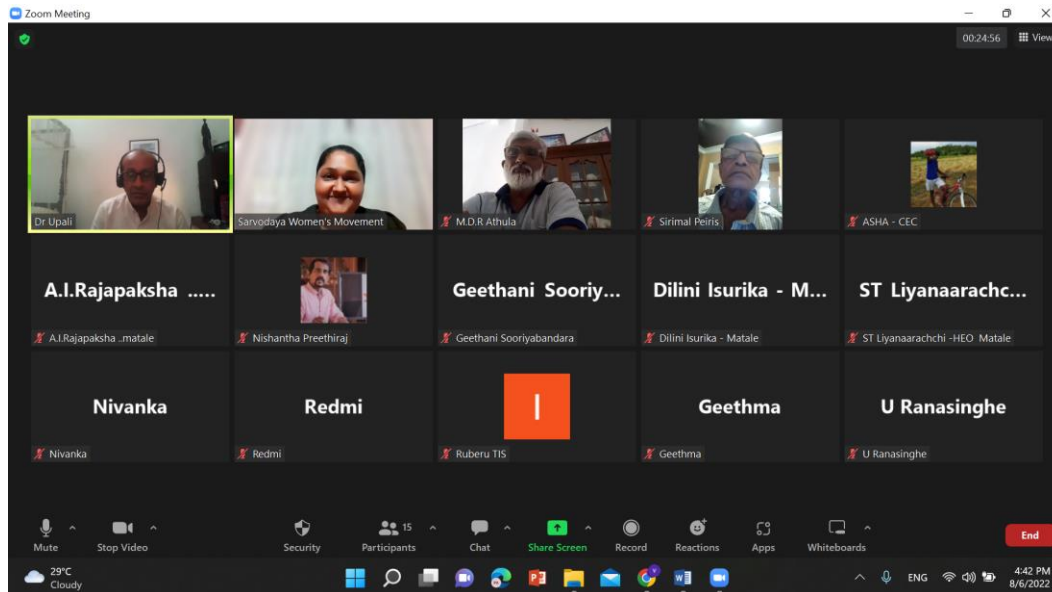 Zoom Meeting
00:24:56 View
Dr Upali
Sarvodaya Women's Movement
M.D.R Athula
Sirimal Peiris
ASHA - CEC
A.I.Rajapaksha .....
A.I.Rajapaksha ..matale
Nishantha Preethiraj
Geethani Sooriy...
Geethani Sooriyabandara
Dilini Isurika - M...
Dilini Isurika - Matale
ST Liyanaarachc...
ST Liyanaarachchi -HEO Matale
Nivanka
Nivanka
Redmi
Redmi
I
Ruberu TIS
Geethma
Geethma
U Ranasinghe
U Ranasinghe
Mute
Stop Video
Security
Participants 15
Chat
Share Screen
Record
Reactions
Apps
Whiteboards
End
29°C
Cloudy
ENG
4:42 PM
8/6/2022